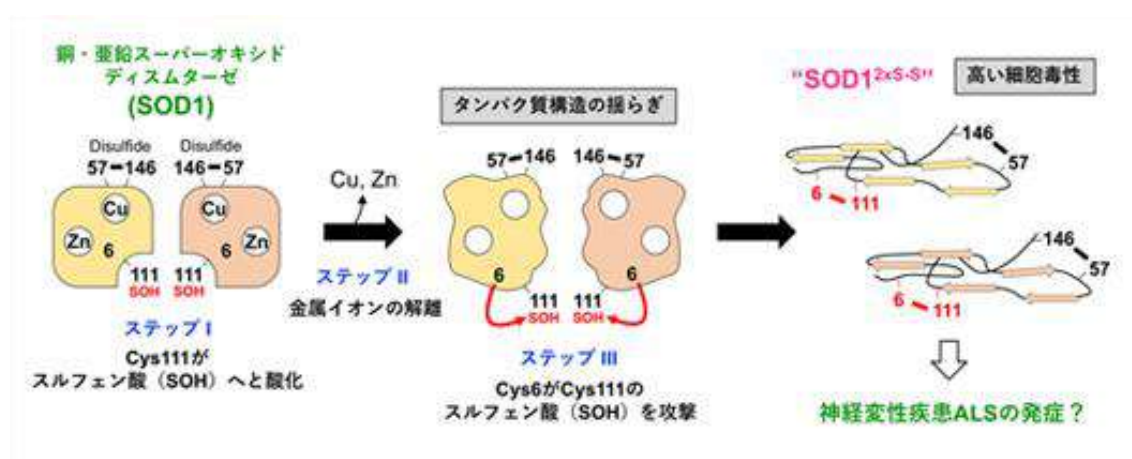 銅・亜鉛スーパーオキシド
ディスムターゼ
(SOD1)
Disulfide Disulfide
57 146 146 57
Cu Cu
Zn 6 6 Zn
111 111
SOH SOH
ステップ I
Cys111が
スルフェン酸（SOH）へと酸化
Cu, Zn
ステップ II
金属イオンの解離
タンパク質構造の揺らぎ
57 146 146 57
6 6
111 111
SOH SOH
ステップ III
Cys6がCys111の
スルフェン酸（SOH）を攻撃
"SOD12xS-S"
高い細胞毒性
146
57
6 111
146
57
6 111
神経変性疾患ALSの発症？